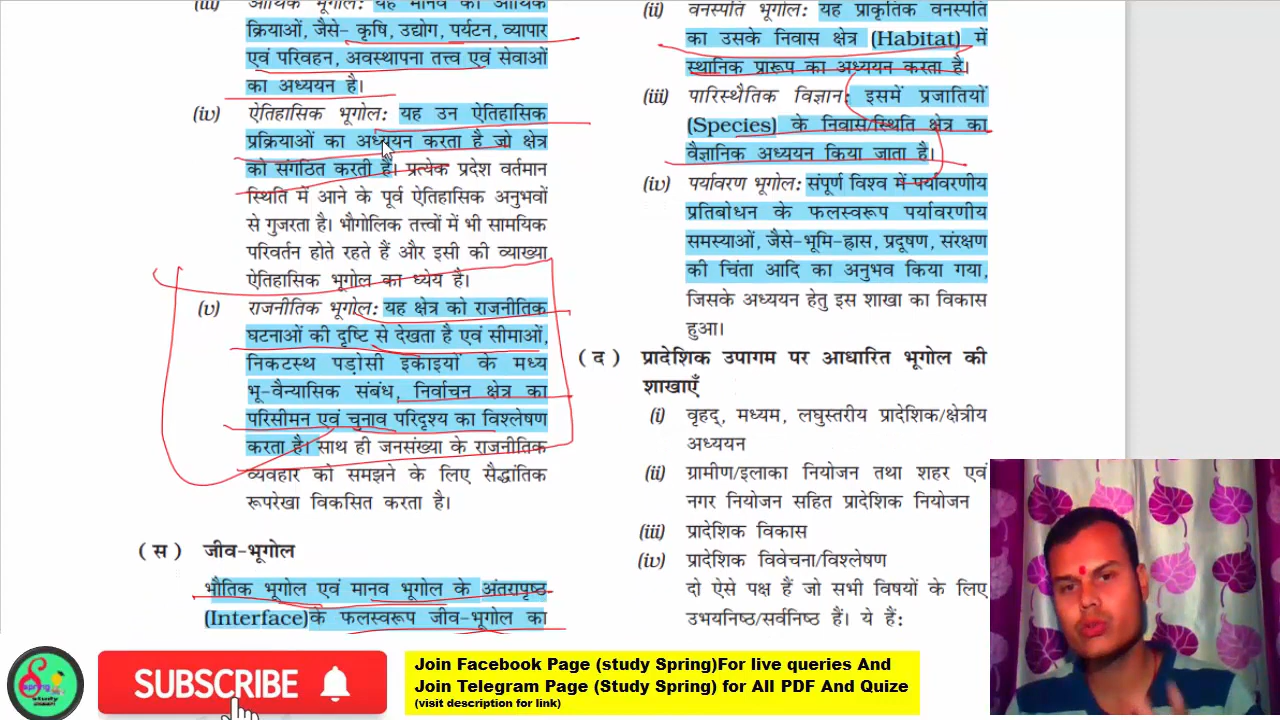 (iii) आर्थिक भूगोल: यह मानव की आर्थिक
क्रियाओं, जैसे- कृषि, उद्योग, पर्यटन, व्यापार
एवं परिवहन, अवस्थापना तत्त्व एवं सेवाओं
का अध्ययन है।
(iv) ऐतिहासिक भूगोल: यह उन ऐतिहासिक
प्रक्रियाओं का अध्ययन करता है जो क्षेत्र
को संगठित करती हैं। प्रत्येक प्रदेश वर्तमान
स्थिति में आने के पूर्व ऐतिहासिक अनुभवों
से गुजरता है। भौगोलिक तत्त्वों में भी सामयिक
परिवर्तन होते रहते हैं और इसी की व्याख्या
ऐतिहासिक भूगोल का ध्येय है।
(v) राजनीतिक भूगोल: यह क्षेत्र को राजनीतिक
घटनाओं की दृष्टि से देखता है एवं सीमाओं,
निकटस्थ पड़ोसी इकाइयों के मध्य
भू-वैन्यासिक संबंध, निर्वाचन क्षेत्र का
परिसीमन एवं चुनाव परिदृश्य का विश्लेषण
करता है। साथ ही जनसंख्या के राजनीतिक
व्यवहार को समझने के लिए सैद्धांतिक
रूपरेखा विकसित करता है।
(स) जीव-भूगोल
भौतिक भूगोल एवं मानव भूगोल के अंतरापृष्ठ
(Interface)के फलस्वरूप जीव-भूगोल का
(ii) वनस्पति भूगोल: यह प्राकृतिक वनस्पति
का उसके निवास क्षेत्र (Habitat) में
स्थानिक प्रारूप का अध्ययन करता है।
(iii) पारिस्थैतिक विज्ञान: इसमें प्रजातियों
(Species) के निवास/स्थिति क्षेत्र का
वैज्ञानिक अध्ययन किया जाता है।
(iv) पर्यावरण भूगोल: संपूर्ण विश्व में पर्यावरणीय
प्रतिबोधन के फलस्वरूप पर्यावरणीय
समस्याओं, जैसे-भूमि-ह्रास, प्रदूषण, संरक्षण
की चिंता आदि का अनुभव किया गया,
जिसके अध्ययन हेतु इस शाखा का विकास
हुआ।
(द) प्रादेशिक उपागम पर आधारित भूगोल की
शाखाएँ
(i) वृहद्, मध्यम, लघुस्तरीय प्रादेशिक/क्षेत्रीय
अध्ययन
(ii) ग्रामीण/इलाका नियोजन तथा शहर एवं
नगर नियोजन सहित प्रादेशिक नियोजन
(iii) प्रादेशिक विकास
(iv) प्रादेशिक विवेचना/विश्लेषण
दो ऐसे पक्ष हैं जो सभी विषयों के लिए
उभयनिष्ठ/सर्वनिष्ठ हैं। ये हैं:
Spring
study
SUBSCRIBE
Join Facebook Page (study Spring)For live queries And
Join Telegram Page (Study Spring) for All PDF And Quize
(visit description for link)